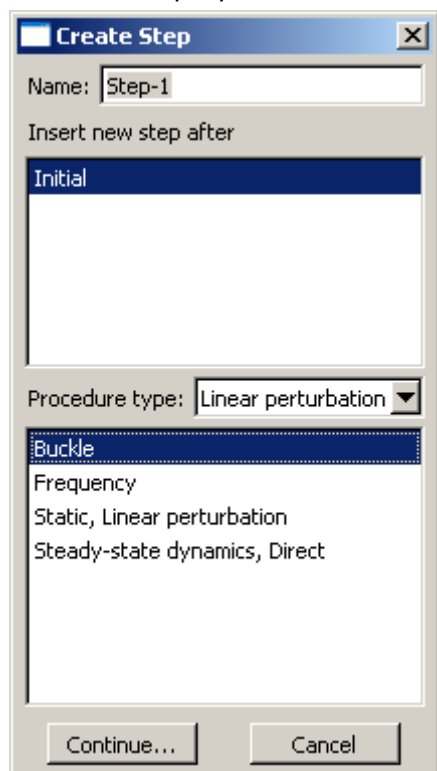 Create Step
Name: Step-1
Insert new step after
Initial
Procedure type: Linear perturbation
Buckle
Frequency
Static, Linear perturbation
Steady-state dynamics, Direct
Continue... Cancel